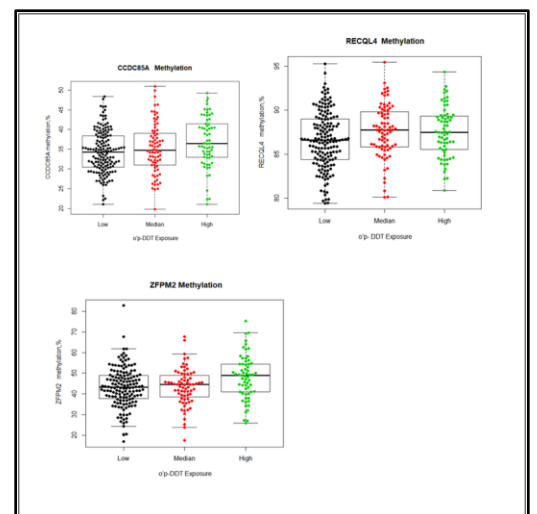 CCDC85A Methylation
CCDC85A methylation,%
50
45
40
35
30
25
20
Low Median High
o'p-DDT Exposure
RECQL4 Methylation
RECQL4 methylation,%
95
90
85
80
Low Median High
o'p- DDT Exposure
ZFPM2 Methylation
ZFPM2 methylation,%
80
70
60
50
40
30
20
Low Median High
o'p-DDT Exposure